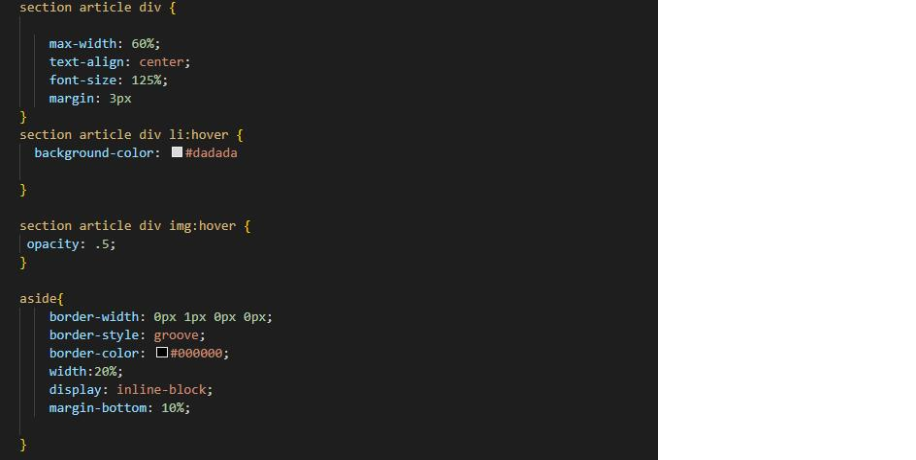 section article div {
max-width: 60%;
text-align: center;
font-size: 125%;
margin: 3px
}
section article div li:hover {
background-color: #dadada
}
section article div img:hover {
opacity: .5;
}
aside{
border-width: 0px 1px 0px 0px;
border-style: groove;
border-color: #000000;
width:20%;
display: inline-block;
margin-bottom: 10%;
}